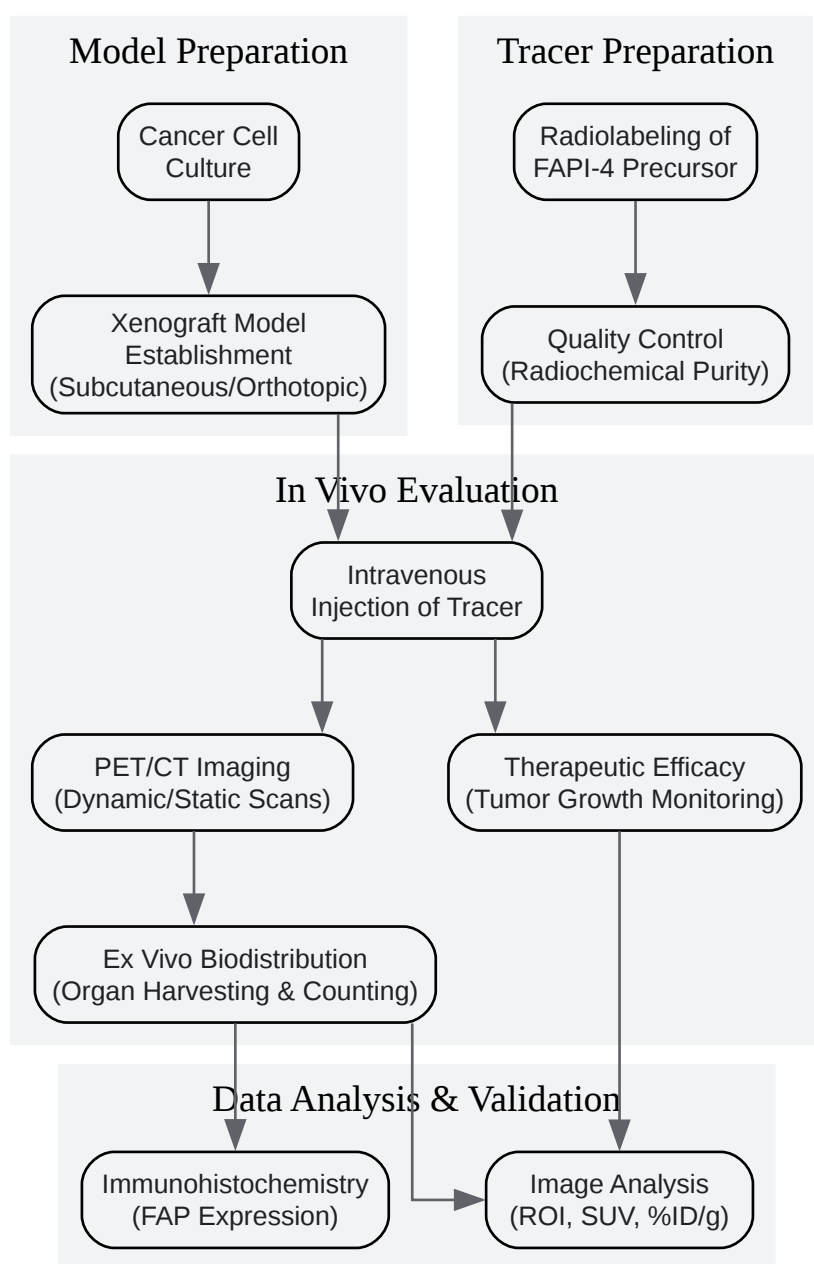 Model Preparation
Cancer Cell
Culture
Xenograft Model
Establishment
(Subcutaneous/Orthotopic)
Tracer Preparation
Radiolabeling of
FAPI-4 Precursor
Quality Control
(Radiochemical Purity)
In Vivo Evaluation
Intravenous
Injection of Tracer
PET/CT Imaging
(Dynamic/Static Scans)
Therapeutic Efficacy
(Tumor Growth Monitoring)
Ex Vivo Biodistribution
(Organ Harvesting & Counting)
Data Analysis & Validation
Immunohistochemistry
(FAP Expression)
Image Analysis
(ROI, SUV, %ID/g)